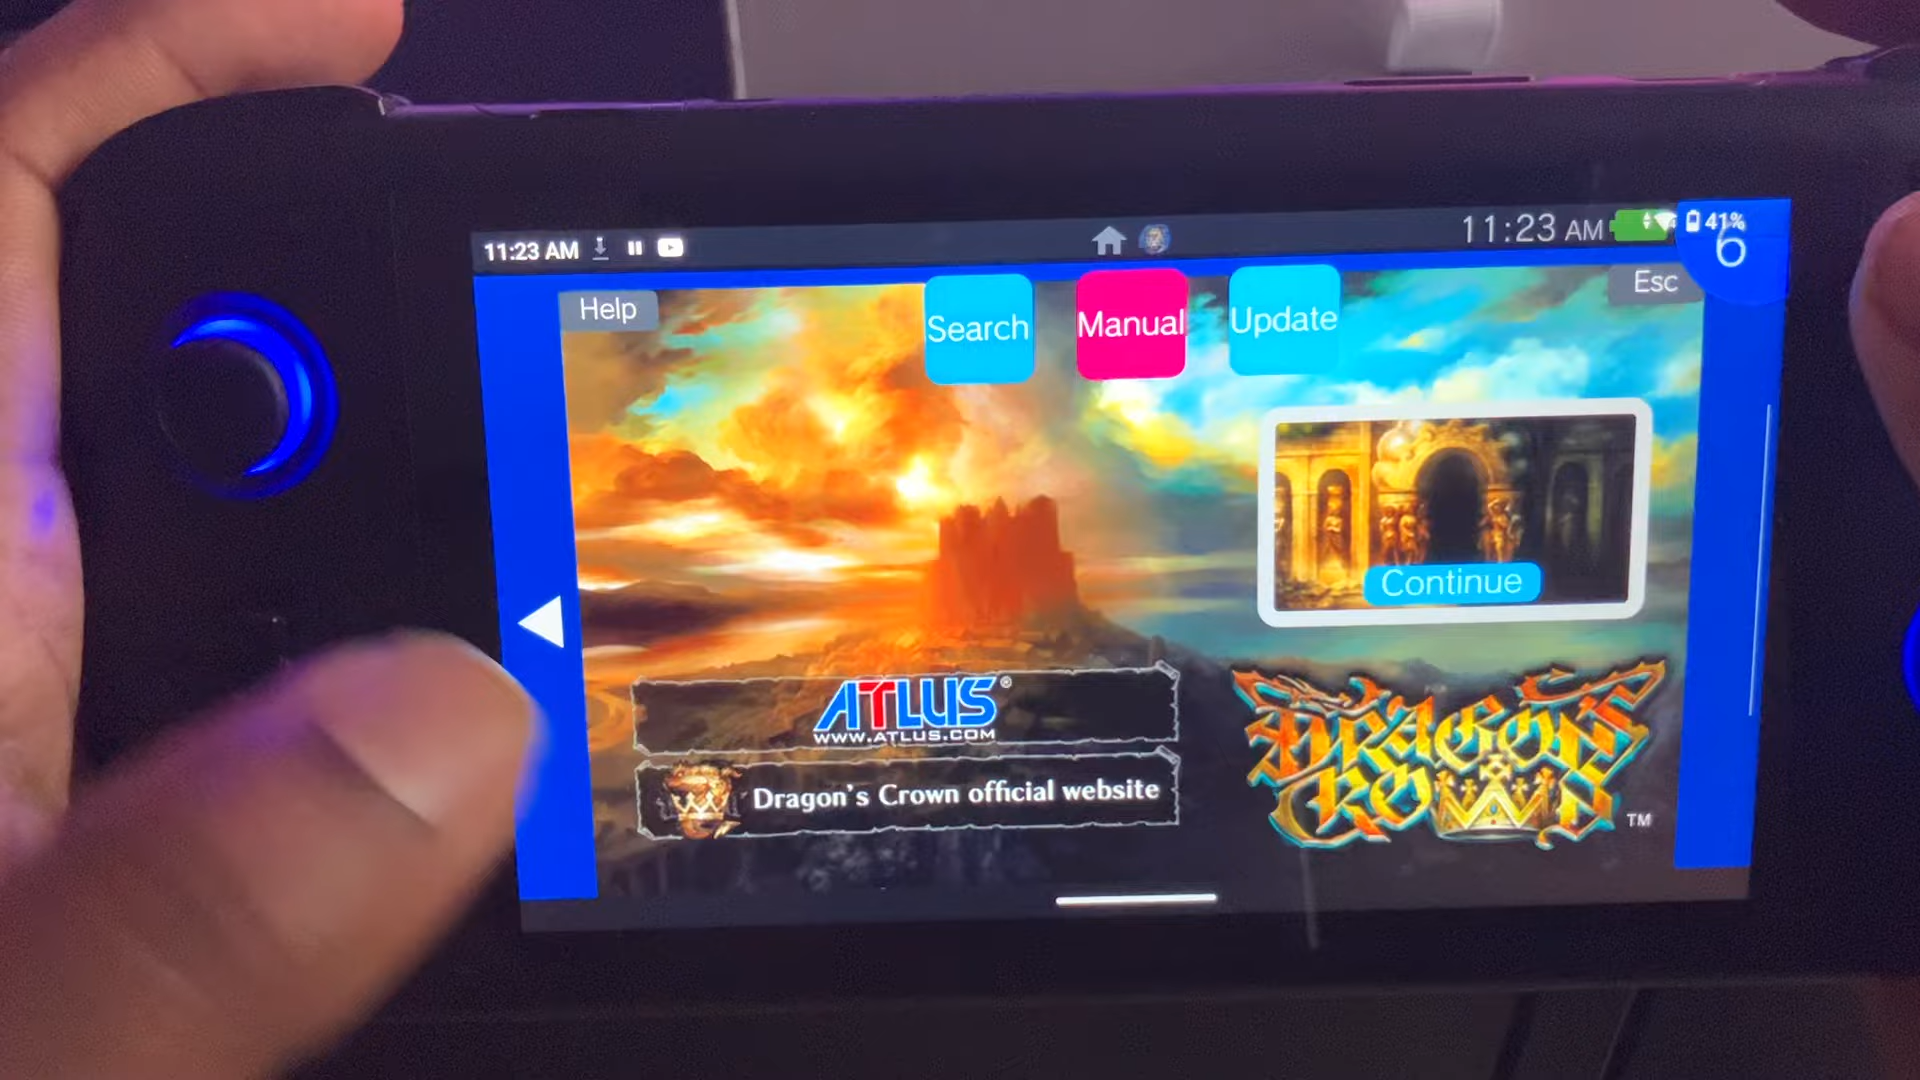 11:23 AM
11:23 AM
41%
6
Help
Search
Manual
Update
Esc
Continue
ATLUS®
WWW.ATLUS.COM
Dragon's Crown official website
DRAGON'S
CROWN
TM